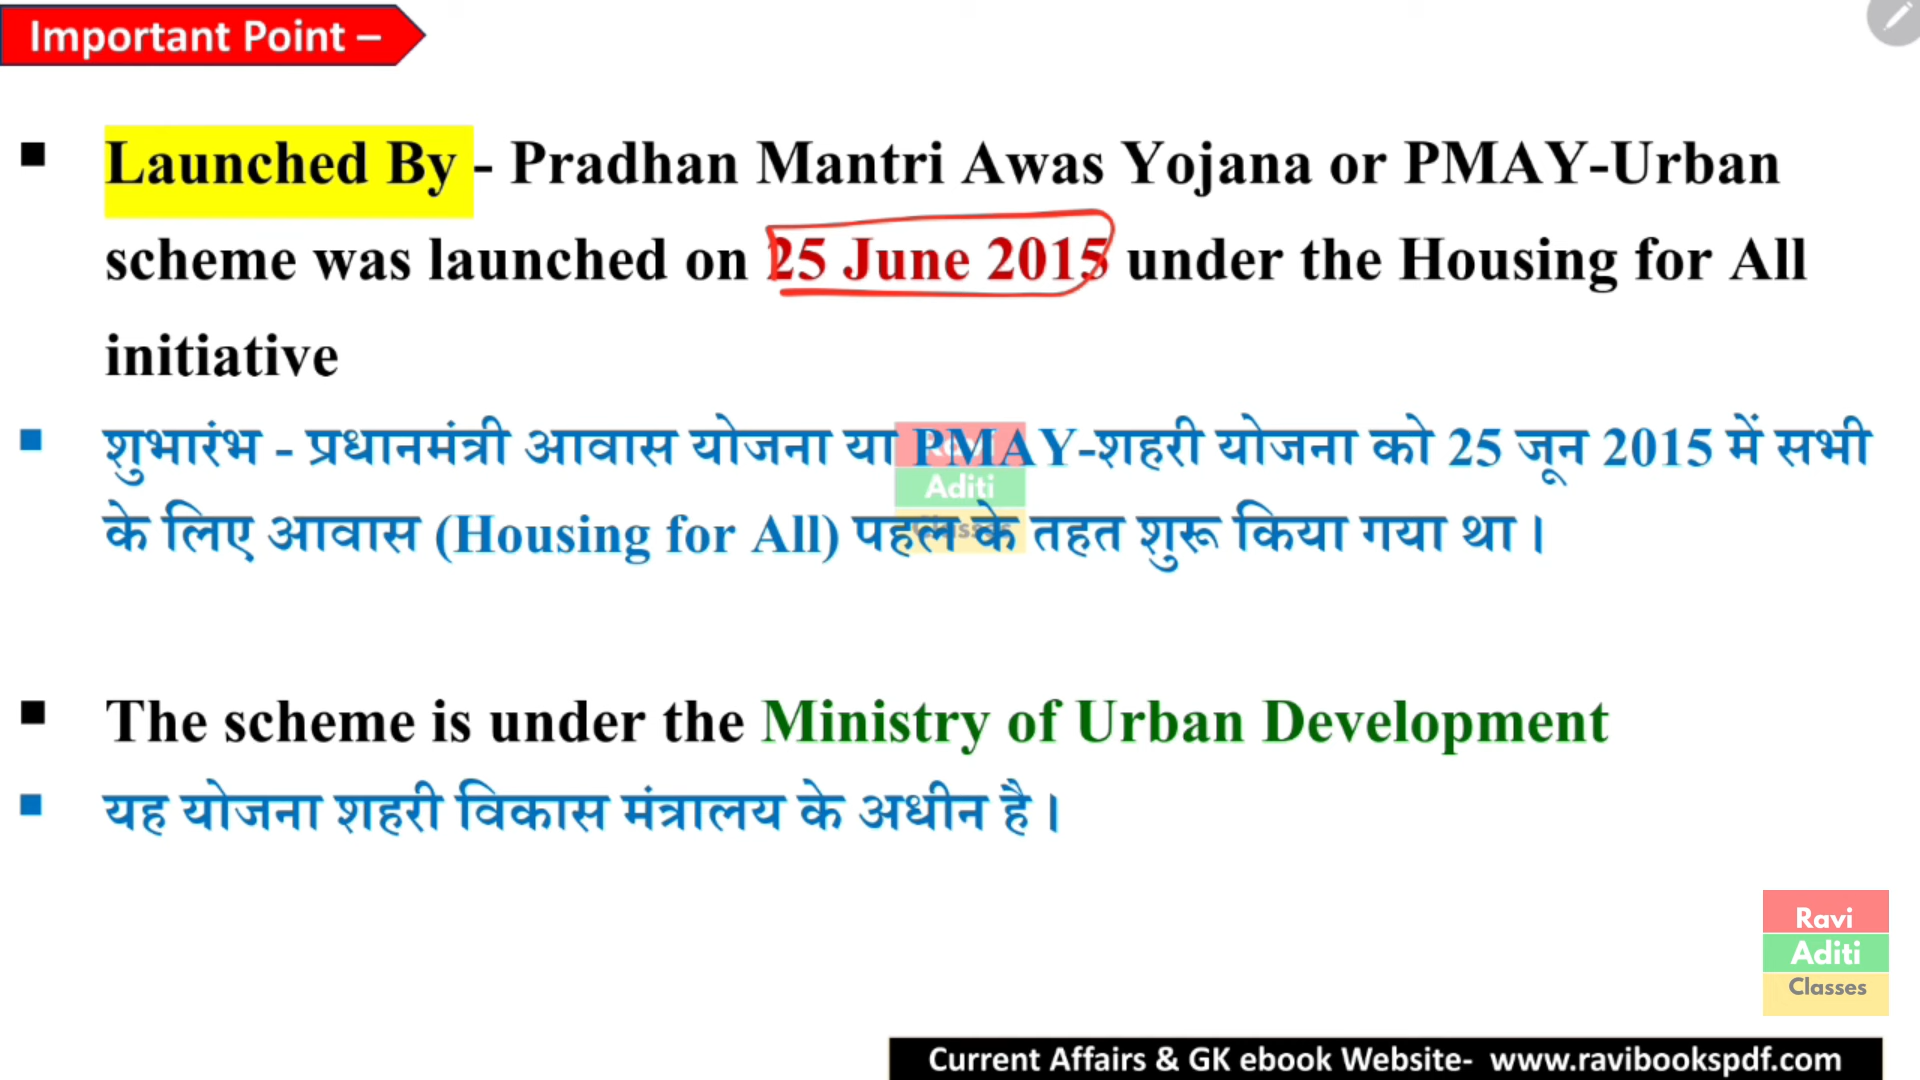 Important Point –
▪ Launched By - Pradhan Mantri Awas Yojana or PMAY-Urban
scheme was launched on 25 June 2015 under the Housing for All
initiative
▪ शुभारंभ - प्रधानमंत्री आवास योजना या PMAY-शहरी योजना को 25 जून 2015 में सभी
के लिए आवास (Housing for All) पहल के तहत शुरू किया गया था।
Ravi
Aditi
Classes
▪ The scheme is under the Ministry of Urban Development
▪ यह योजना शहरी विकास मंत्रालय के अधीन है।
Ravi
Aditi
Classes
Current Affairs & GK ebook Website- www.ravibookspdf.com